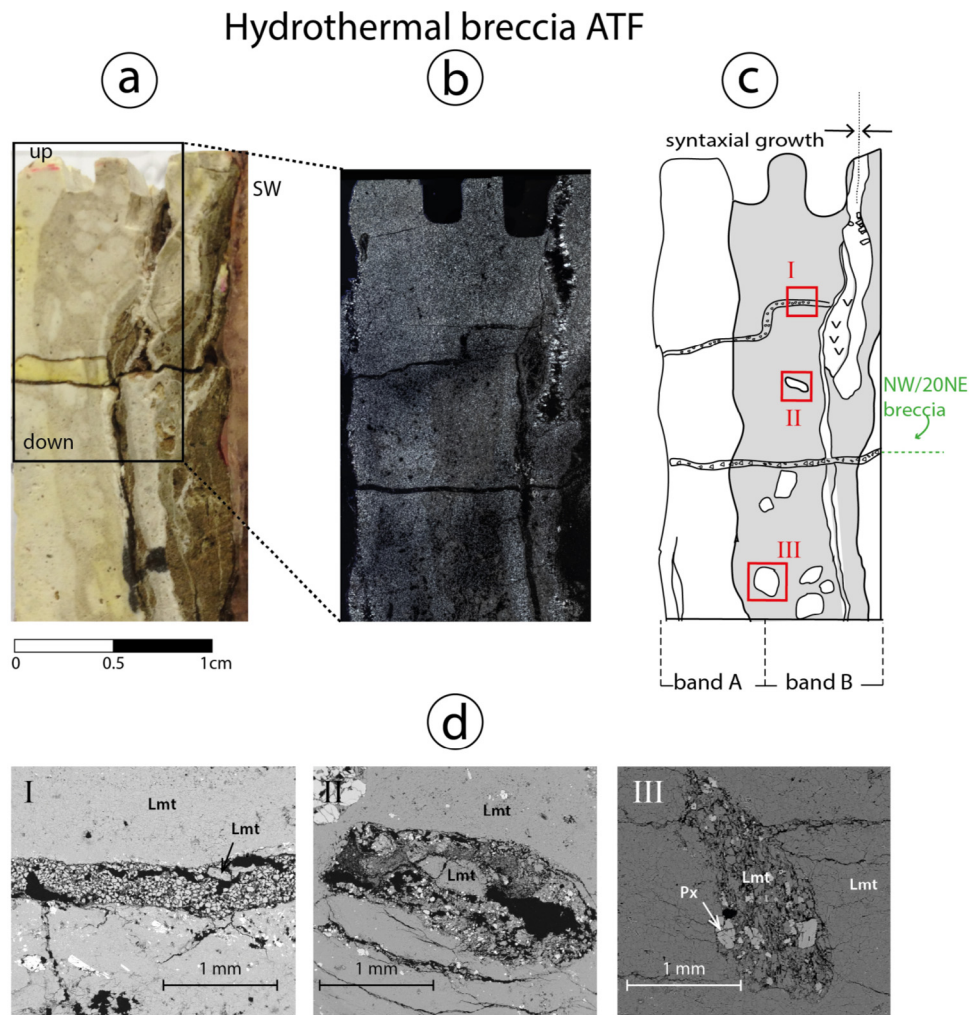 Hydrothermal breccia ATF
a
b
c
up
SW
down
0
0.5
1cm
syntaxial growth
I
II
III
NW/20NE
breccia
band A
band B
d
I
Lmt
Lmt
1 mm
II
Lmt
Lmt
1 mm
III
Px
Lmt
Lmt
1 mm